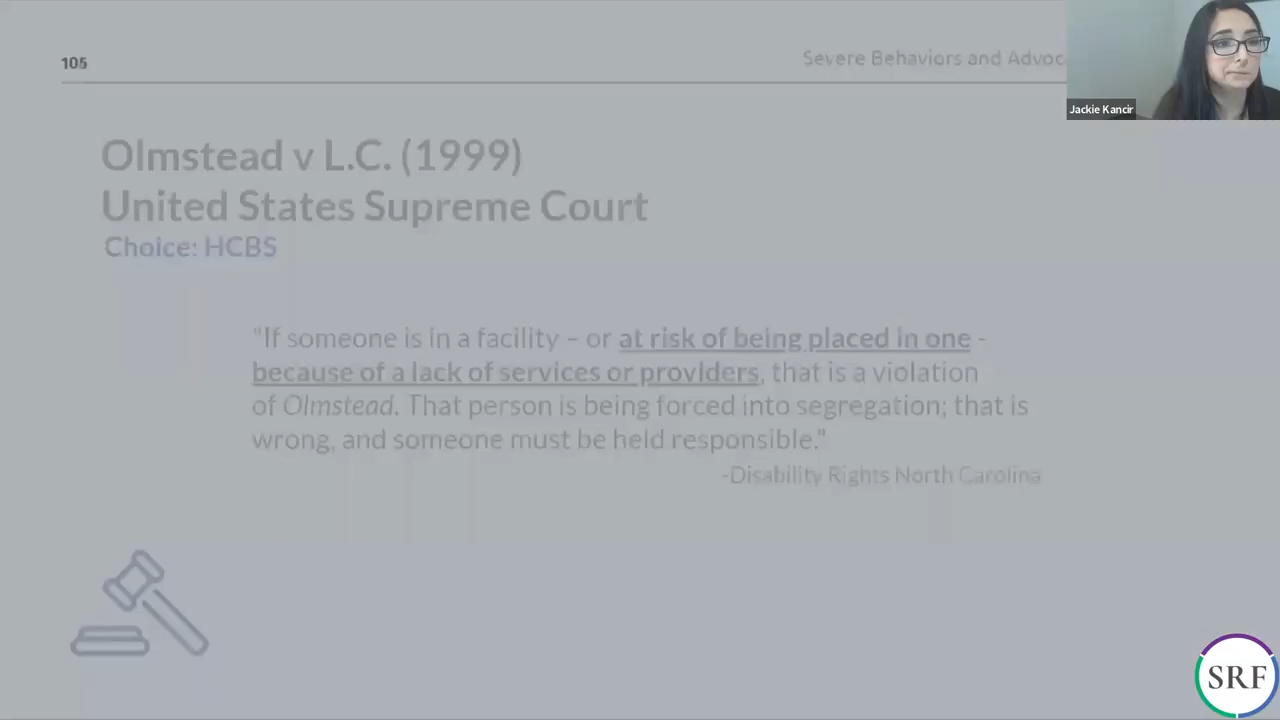 105
Severe Behaviors and Advoc
Jackie Kancir
Olmstead v L.C. (1999)
United States Supreme Court
Choice: HCBS
"If someone is in a facility – or at risk of being placed in one -
because of a lack of services or providers, that is a violation
of Olmstead. That person is being forced into segregation; that is
wrong, and someone must be held responsible."
-Disability Rights North Carolina
SRF